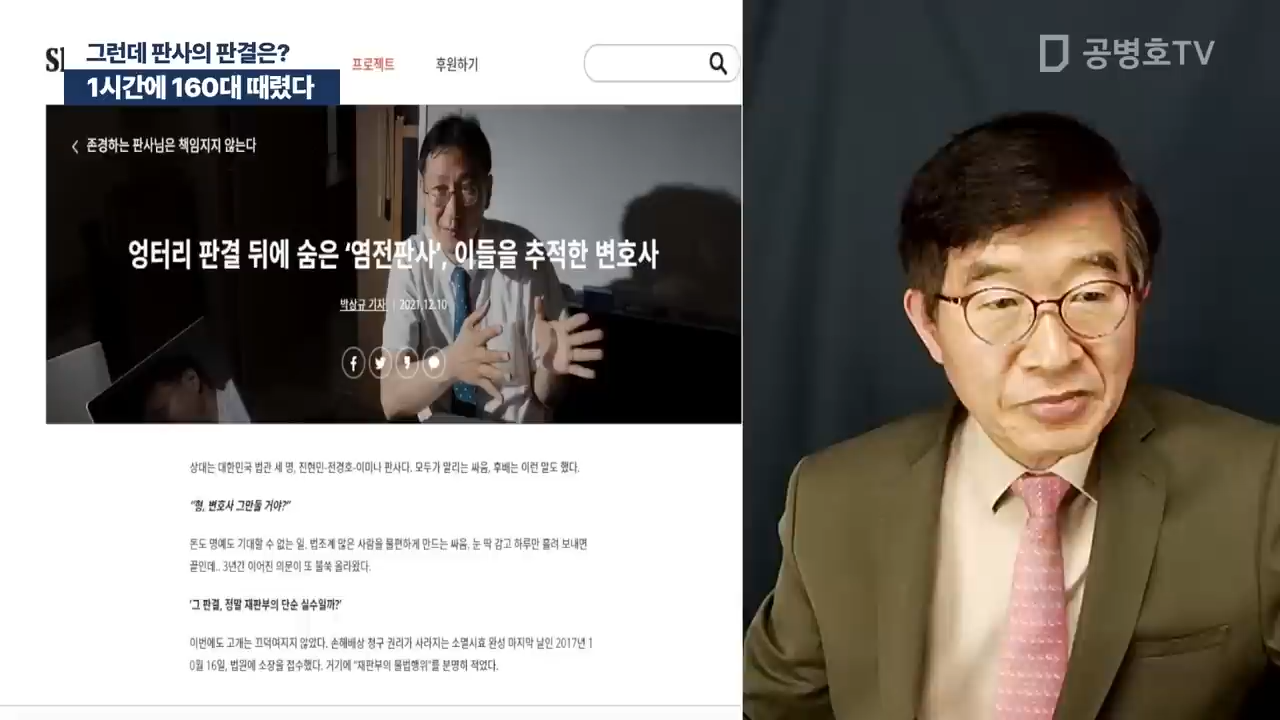 그런데 판사의 판결은?
1시간에 160대 때렸다
프로젝트
후원하기
공병호TV
존경하는 판사님은 책임지지 않는다
엉터리 판결 뒤에 숨은 ‘염전판사’, 이들을 추적한 변호사
박상규 기자 | 2021.12.10
상대는 대한민국 법관 세 명, 진현민-전경호-이미나 판사다. 모두가 말리는 싸움, 후배는 이런 말도 했다.
“형, 변호사 그만둘 거야?”
돈도 명예도 기대할 수 없는 일. 법조계 많은 사람을 불편하게 만드는 싸움. 눈 딱 감고 하루만 흘려 보내면
끝인데.. 3년간 이어진 의문이 또 불쑥 올라왔다.
‘그 판결, 정말 재판부의 단순 실수일까?’
이번에도 고개는 끄덕여지지 않았다. 손해배상 청구 권리가 사라지는 소멸시효 완성 마지막 날인 2017년 1
0월 16일, 법원에 소장을 접수했다. 거기에 “재판부의 불법행위”를 분명히 적었다.